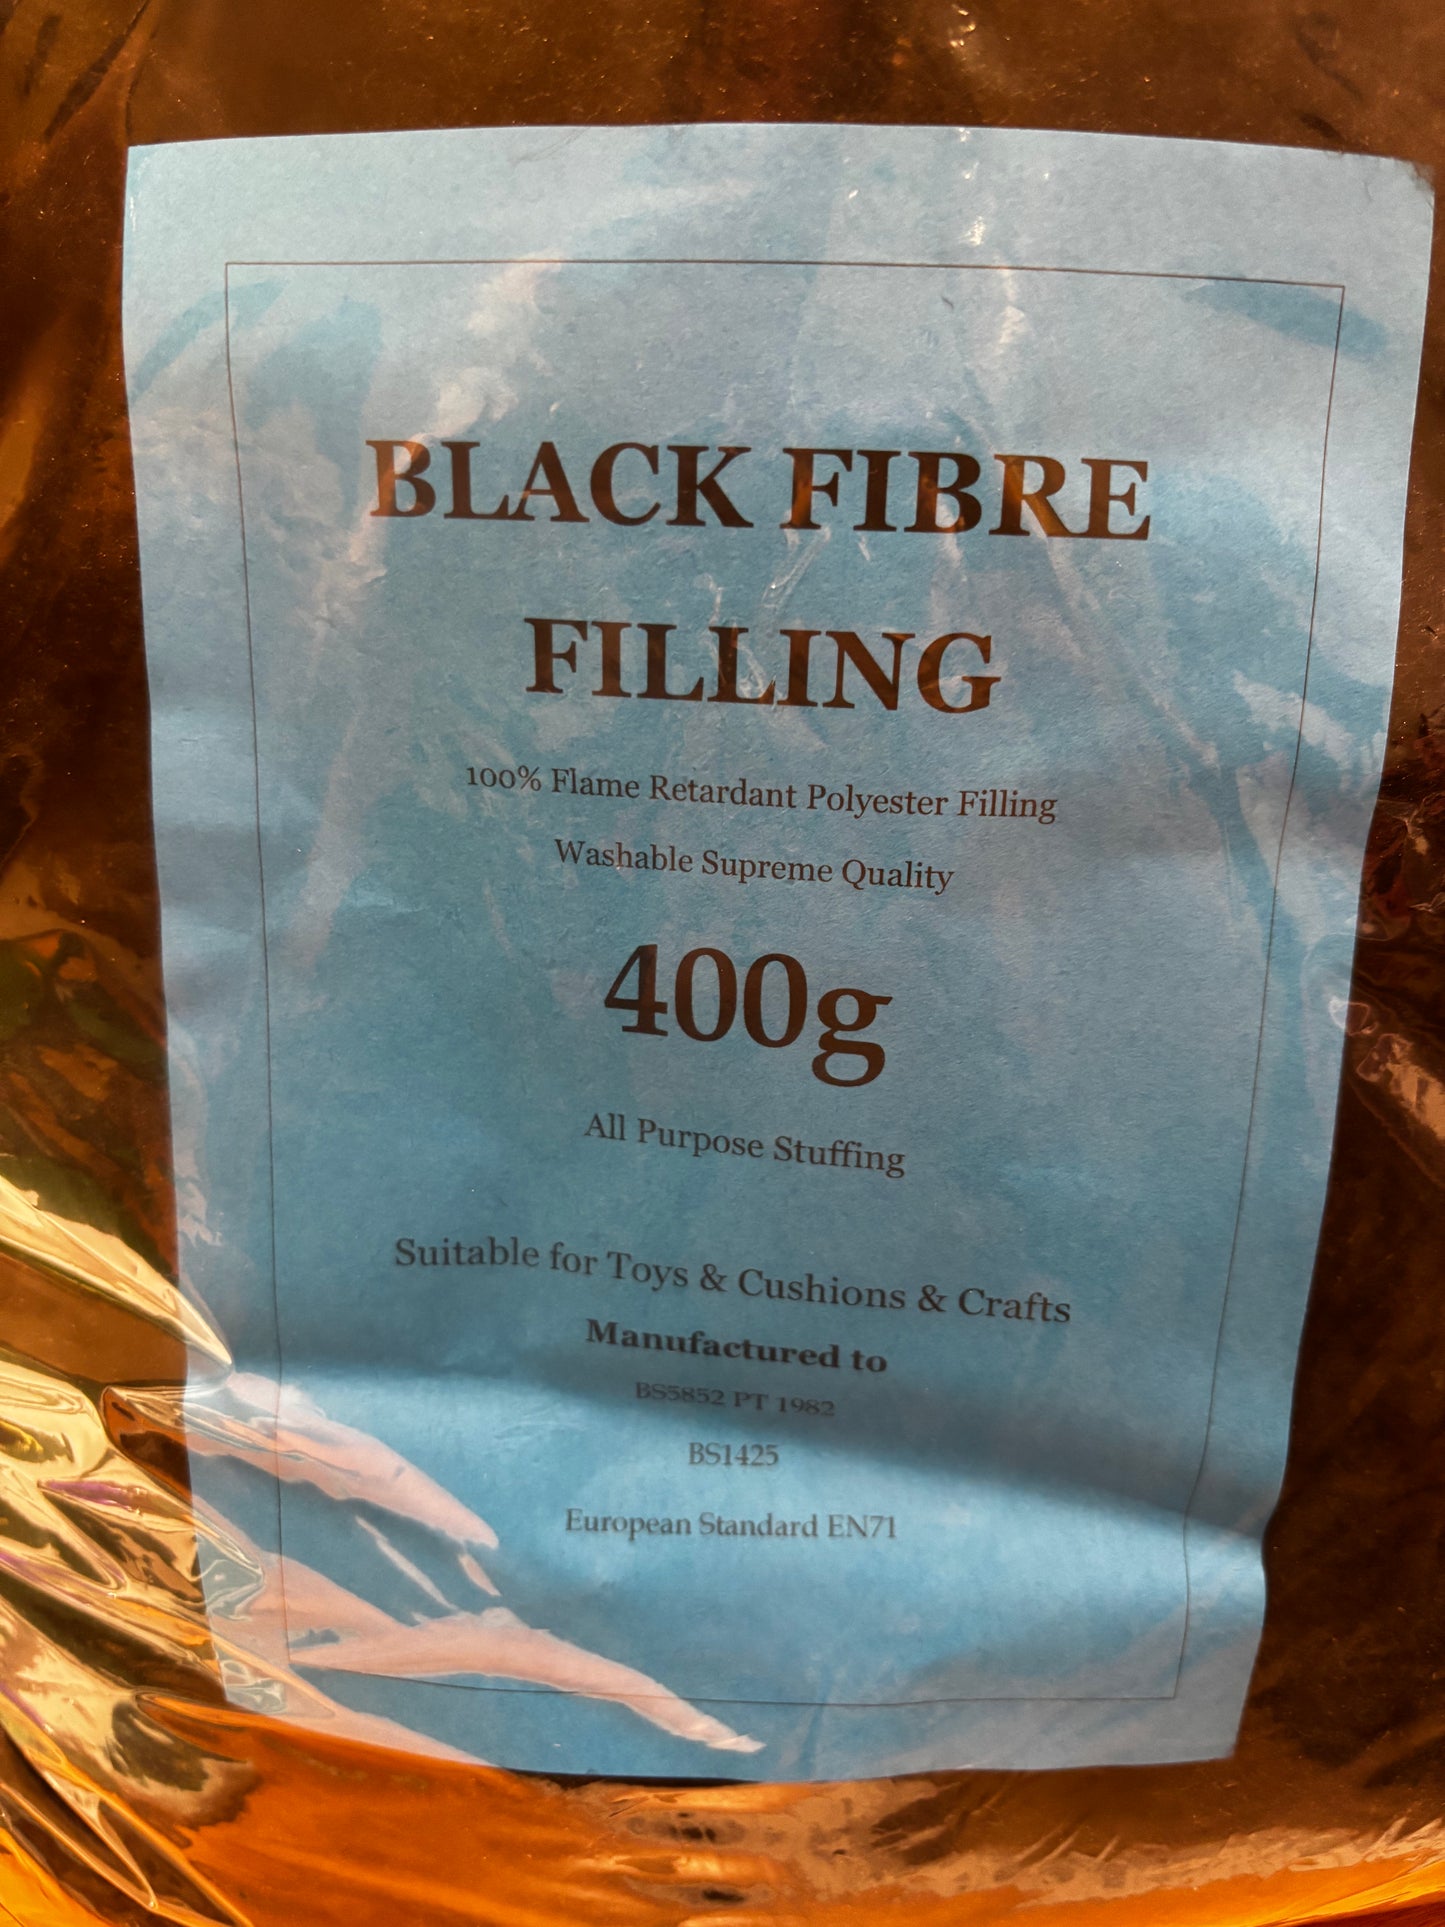 BLACK FIBRE
FILLING
100% Flame Retardant Polyester Filling
Washable Supreme Quality
400g
All Purpose Stuffing
Suitable for Toys & Cushions & Crafts
Manufactured to
BS5852 PT 1982
BS1425
European Standard EN71